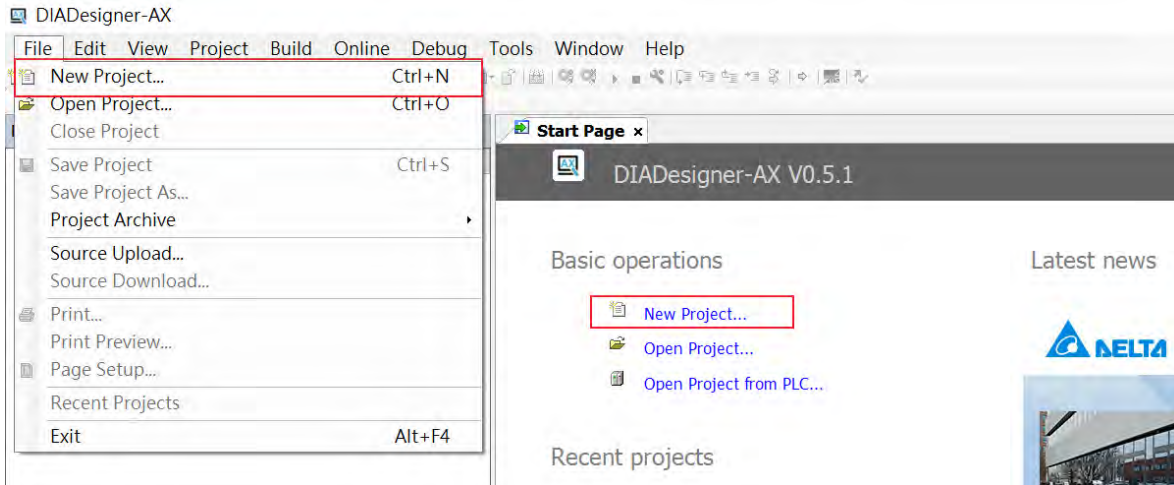 DIADesigner-AX
File Edit View Project Build Online Debug Tools Window Help
New Project... Ctrl+N
Open Project... Ctrl+O
Close Project
Save Project Ctrl+S
Save Project As...
Project Archive
Source Upload...
Source Download...
Print...
Print Preview...
Page Setup...
Recent Projects
Exit Alt+F4
Start Page x
DIADesigner-AX V0.5.1
Basic operations
New Project...
Open Project...
Open Project from PLC...
Recent projects
Latest news
DELTA